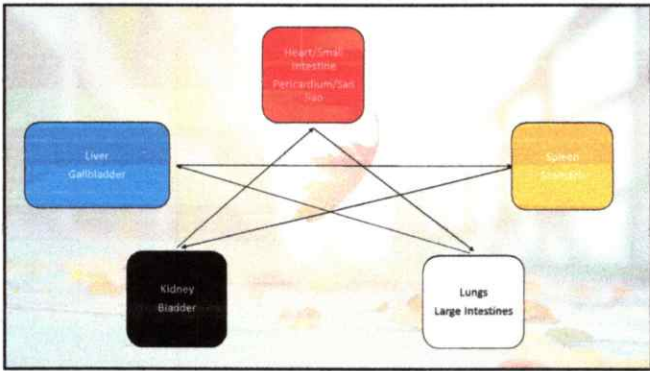 Heart/Small
Intestine
Pericardium/San
Jiao
Liver
Gallbladder
Spleen
Stomach
Kidney
Bladder
Lungs
Large Intestines